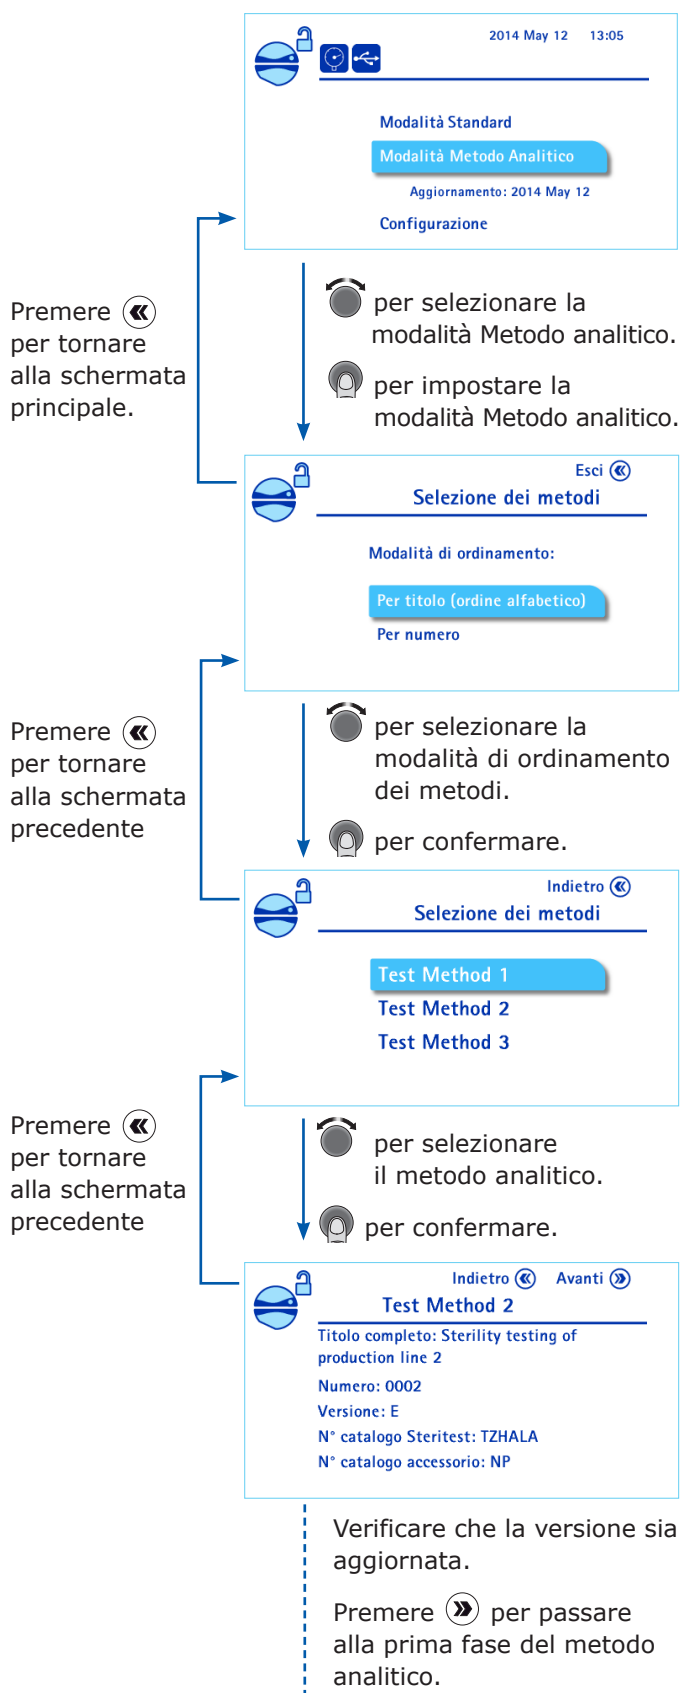 2014 May 12 13:05
Modalità Standard
Modalità Metodo Analitico
Aggiornamento: 2014 May 12
Configurazione
Premere
per tornare
alla schermata
principale.
per selezionare la
modalità Metodo analitico.
per impostare la
modalità Metodo analitico.
Esci
Selezione dei metodi
Modalità di ordinamento:
Per titolo (ordine alfabetico)
Per numero
Premere
per tornare
alla schermata
precedente
per selezionare la
modalità di ordinamento
dei metodi.
per confermare.
Indietro
Selezione dei metodi
Test Method 1
Test Method 2
Test Method 3
Premere
per tornare
alla schermata
precedente
per selezionare
il metodo analitico.
per confermare.
Indietro Avanti
Test Method 2
Titolo completo: Sterility testing of
production line 2
Numero: 0002
Versione: E
N° catalogo Steritest: TZHALA
N° catalogo accessorio: NP
Verificare che la versione sia
aggiornata.
Premere per passare
alla prima fase del metodo
analitico.